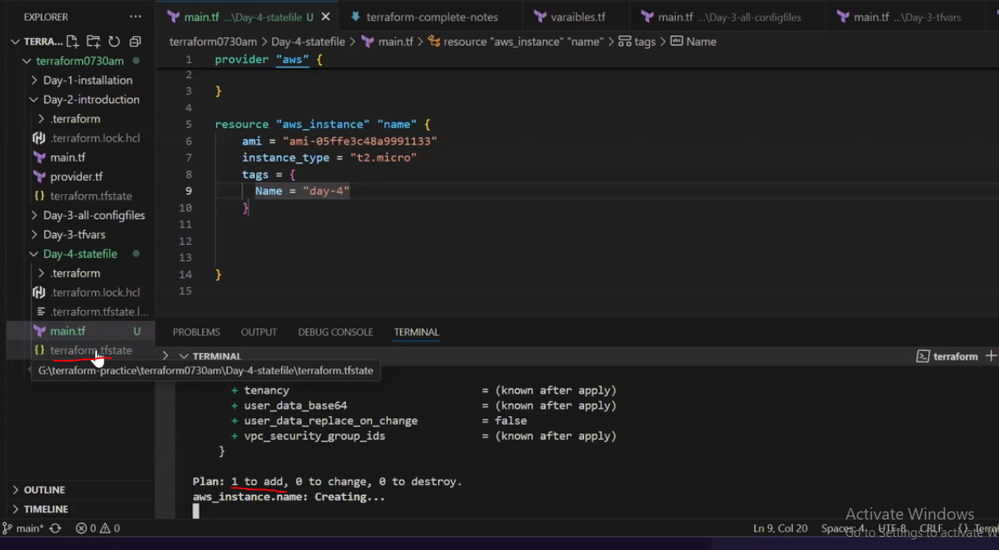 EXPLORER ...
TERRA...
terraform0730am
Day-1-installation
Day-2-introduction
.terraform
.terraform.lock.hcl
main.tf
provider.tf
{} terraform.tfstate
Day-3-all-configfiles
Day-3-tfvars
Day-4-statefile
.terraform
.terraform.lock.hcl
.terraform.tfstate.l...
main.tf U
{} terraform.tfstate
G:\terraform-practice\terraform0730am\Day-4-statefile\terraform.tfstate
OUTLINE
TIMELINE
main.tf ...\Day-4-statefile U
terraform-complete-notes
varaibles.tf
main.tf ...\Day-3-all-configfiles
main.tf ...\Day-3-tfvars
terraform0730am > Day-4-statefile > main.tf > resource "aws_instance" "name" > tags > Name
1 provider "aws" {
2
3 }
4
5 resource "aws_instance" "name" {
6 ami = "ami-05ffe3c48a9991133"
7 instance_type = "t2.micro"
8 tags = {
9 Name = "day-4"
10 }
11
12
13
14 }
15
PROBLEMS OUTPUT DEBUG CONSOLE TERMINAL
TERMINAL
terraform
+ tenancy = (known after apply)
+ user_data_base64 = (known after apply)
+ user_data_replace_on_change = false
+ vpc_security_group_ids = (known after apply)
}
Plan: 1 to add, 0 to change, 0 to destroy.
aws_instance.name: Creating...
Activate Windows
Go to Settings to activate W
main* 0 0
Ln 9, Col 20 Spaces: 4 UTF-8 CRLF {} Terraf